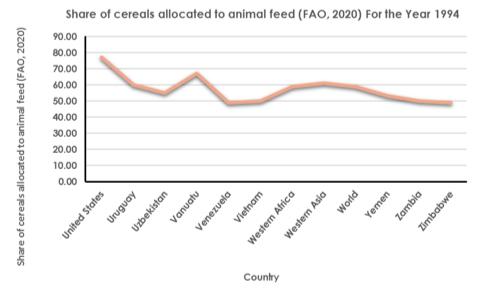 Share of cereals allocated to animal feed (FAO, 2020) For the Year 1994
Share of cereals allocated to animal feed (FAO, 2020)
90.00
80.00
70.00
60.00
50.00
40.00
30.00
20.00
10.00
0.00
United States
Uruguay
Uzbekistan
Vanuatu
Venezuela
Vietnam
Western Africa
Western Asia
World
Yemen
Zambia
Zimbabwe
Country